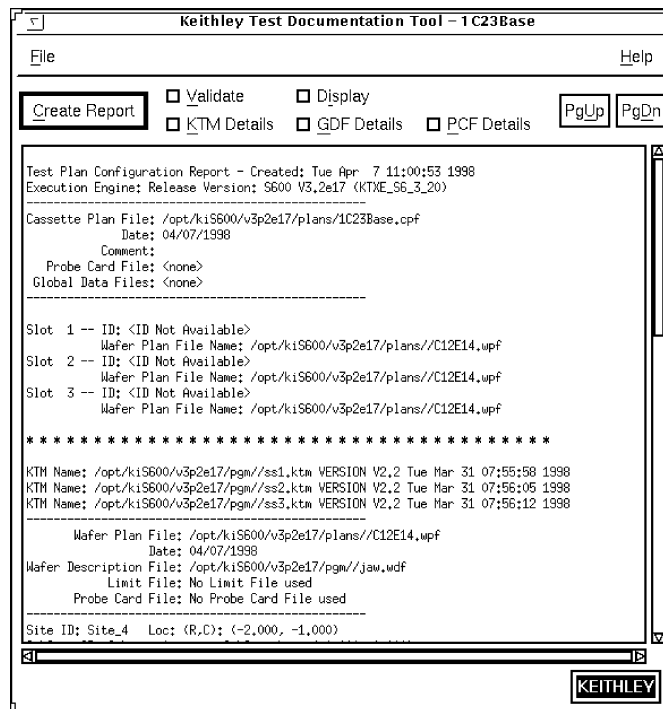 Keithley Test Documentation Tool – 1C23Base
File Help
Create Report
Validate Display
KTM Details GDF Details PCF Details
PgUp PgDn
Test Plan Configuration Report - Created: Tue Apr 7 11:00:53 1998
Execution Engine: Release Version: S600 V3.2e17 (KTXE_S6_3_20)
--------------------------------------------------
Cassette Plan File: /opt/kiS600/v3p2e17/plans/1C23Base.cpf
Date: 04/07/1998
Comment:
Probe Card File: <none>
Global Data Files: <none>
--------------------------------------------------
Slot 1 -- ID: <ID Not Available>
Wafer Plan File Name: /opt/kiS600/v3p2e17/plans//C12E14.wpf
Slot 2 -- ID: <ID Not Available>
Wafer Plan File Name: /opt/kiS600/v3p2e17/plans//C12E14.wpf
Slot 3 -- ID: <ID Not Available>
Wafer Plan File Name: /opt/kiS600/v3p2e17/plans//C12E14.wpf
* * * * * * * * * * * * * * * * * * * * * * * * * * * * * * * * * * * * * * *
KTM Name: /opt/kiS600/v3p2e17/pgm//ss1.ktm VERSION V2.2 Tue Mar 31 07:55:58 1998
KTM Name: /opt/kiS600/v3p2e17/pgm//ss2.ktm VERSION V2.2 Tue Mar 31 07:56:05 1998
KTM Name: /opt/kiS600/v3p2e17/pgm//ss3.ktm VERSION V2.2 Tue Mar 31 07:56:12 1998
--------------------------------------------------
Wafer Plan File: /opt/kiS600/v3p2e17/plans//C12E14.wpf
Date: 04/07/1998
Wafer Description File: /opt/kiS600/v3p2e17/pgm//jaw.wdf
Limit File: No Limit File used
Probe Card File: No Probe Card File used
--------------------------------------------------
Site ID: Site_4 Loc: (R,C): (-2.000, -1.000)
KEITHLEY